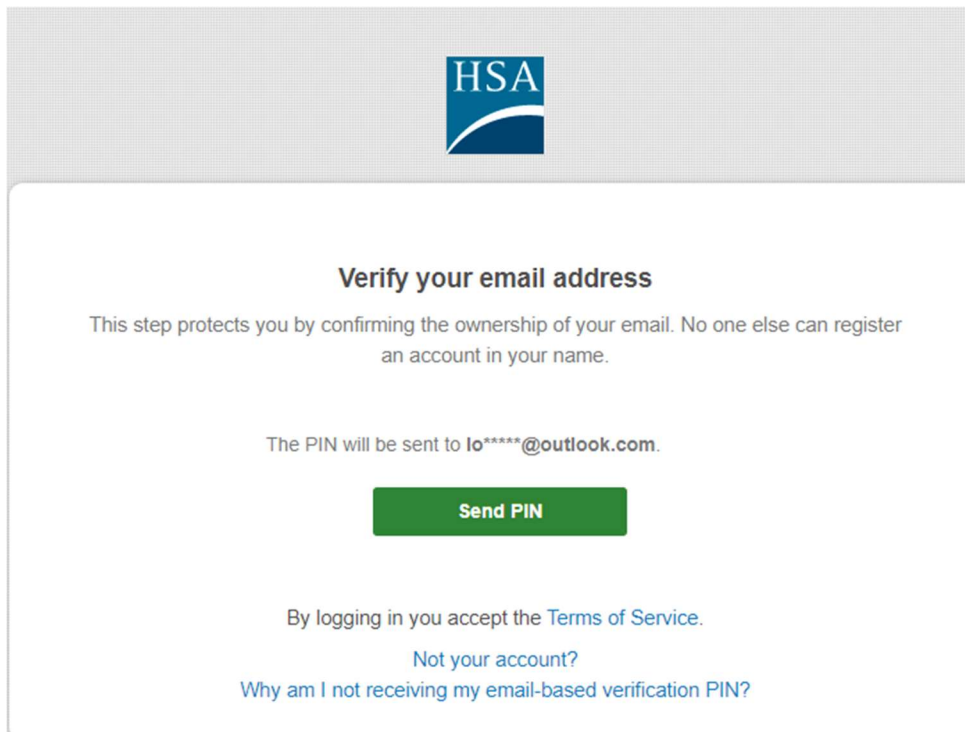 HSA
Verify your email address
This step protects you by confirming the ownership of your email. No one else can register
an account in your name.
The PIN will be sent to lo*****@outlook.com.
Send PIN
By logging in you accept the Terms of Service.
Not your account?
Why am I not receiving my email-based verification PIN?